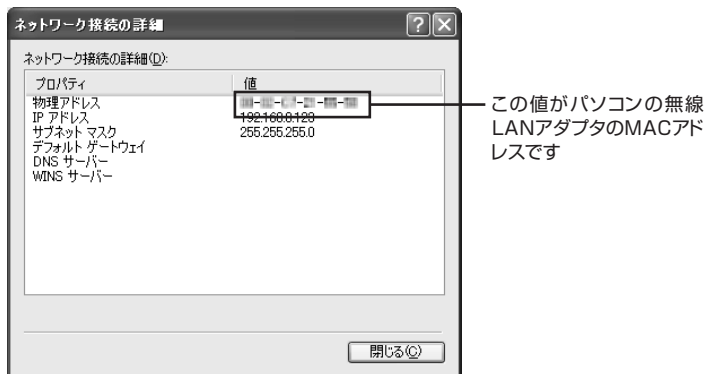 ネットワーク接続の詳細
ネットワーク接続の詳細(D):
プロパティ 値
物理アドレス
IP アドレス 192.168.0.123
サブネット マスク 255.255.255.0
デフォルト ゲートウェイ
DNS サーバー
WINS サーバー
閉じる(C)
この値がパソコンの無線
LANアダプタのMACアド
レスです